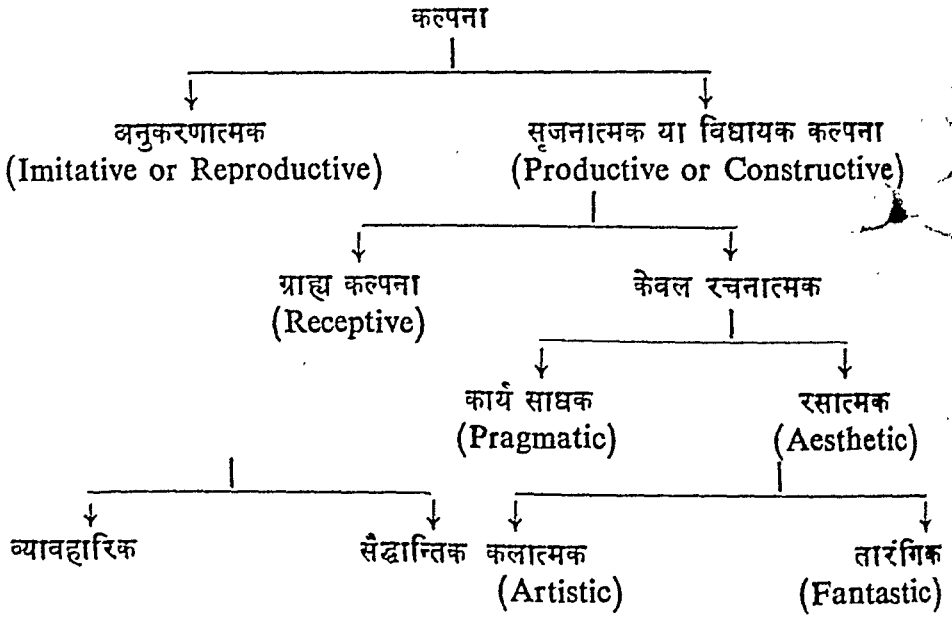 कल्पना
अनुकरणात्मक सृजनात्मक या विधायक कल्पना
(Imitative or Reproductive) (Productive or Constructive)
ग्राह्य कल्पना केवल रचनात्मक
(Receptive)
कार्य साधक रसात्मक
(Pragmatic) (Aesthetic)
व्यावहारिक सैद्धान्तिक कलात्मक तारंगिक
(Artistic) (Fantastic)